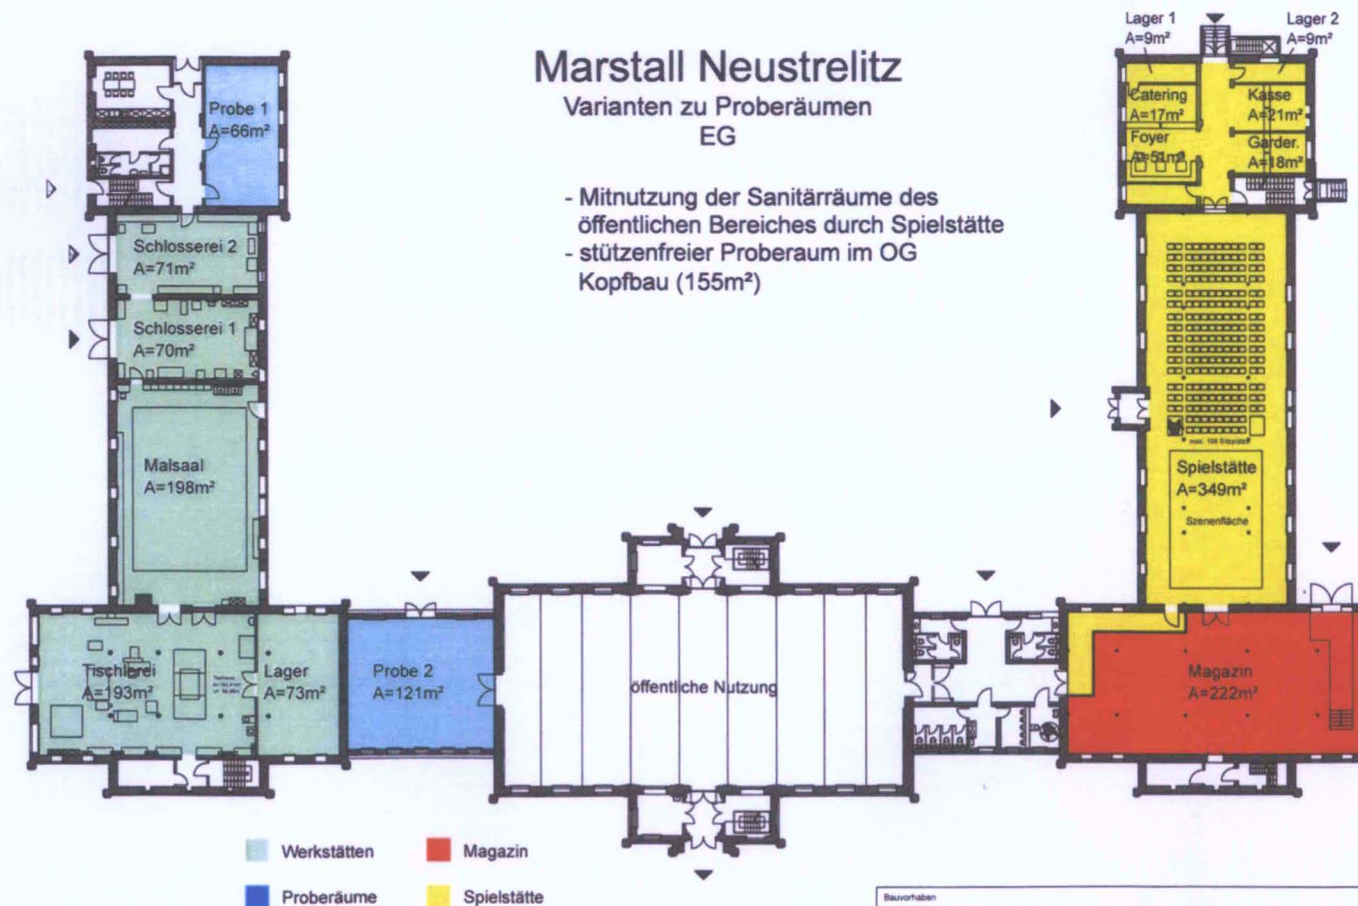 Marstall Neustrelitz
Varianten zu Proberäumen
EG
- Mitnutzung der Sanitärräume des
öffentlichen Bereiches durch Spielstätte
- stützenfreier Proberaum im OG
Kopfbau (155m²)
Probe 1
A=66m²
Schlosserei 2
A=71m²
Schlosserei 1
A=70m²
Malsaal
A=198m²
Tischlerei
A=193m²
Lager
A=73m²
Probe 2
A=121m²
öffentliche Nutzung
Lager 1
A=9m²
Lager 2
A=9m²
Catering
A=17m²
Kasse
A=21m²
Foyer
A=51m²
Garder.
A=18m²
Spielstätte
A=349m²
Szenenfläche
Magazin
A=222m²
Werkstätten
Magazin
Proberäume
Spielstätte
Bauvorhaben